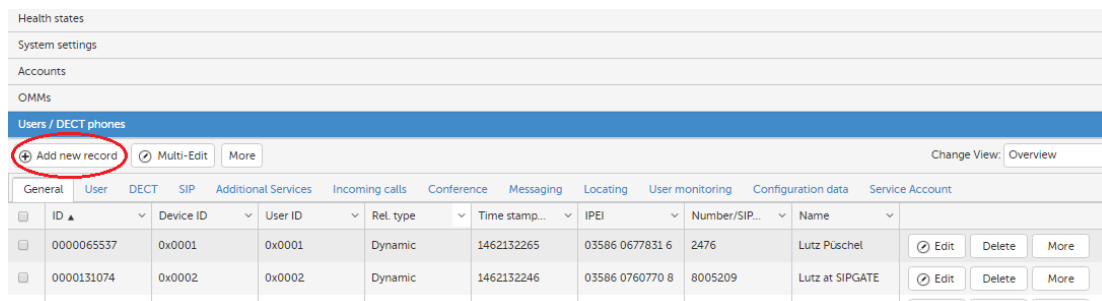 Health states
System settings
Accounts
OMMs
Users / DECT phones
Add new record Multi-Edit More Change View: Overview
General User DECT SIP Additional Services Incoming calls Conference Messaging Locating User monitoring Configuration data Service Account
ID Device ID User ID Rel. type Time stamp... IPEI Number/SIP... Name
0000065537 0x0001 0x0001 Dynamic 1462132265 03586 0677831 6 2476 Lutz Püschel Edit Delete More
0000131074 0x0002 0x0002 Dynamic 1462132246 03586 0760770 8 8005209 Lutz at SIPGATE Edit Delete More